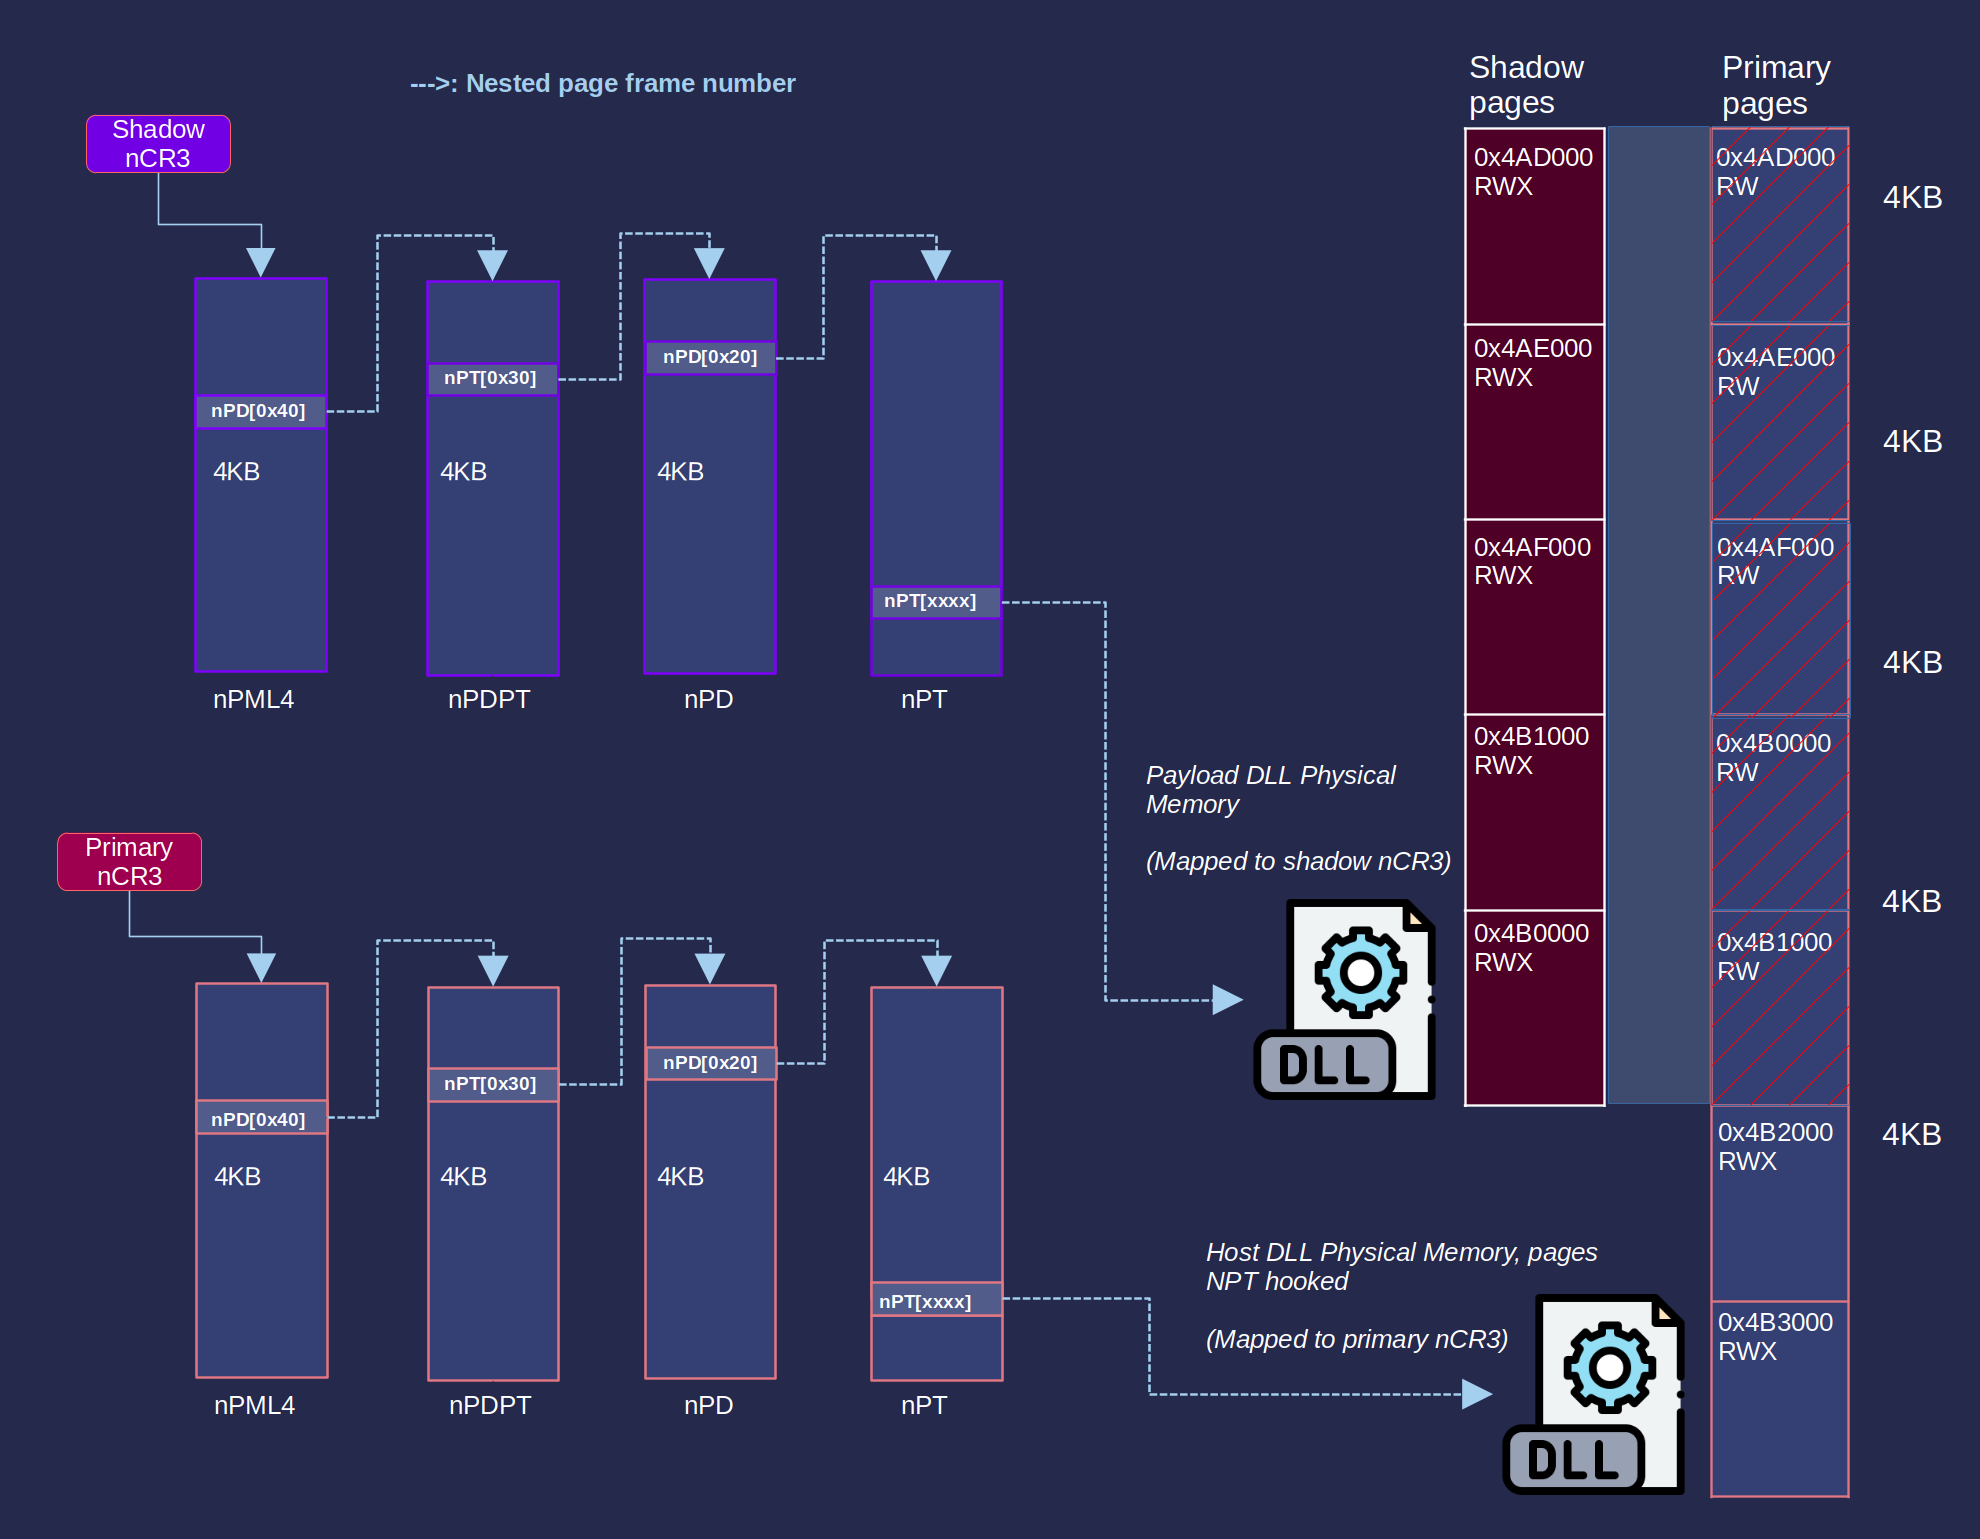 --->: Nested page frame number
Shadow
nCR3
nPD[0x40]
4KB
nPML4
nPT[0x30]
4KB
nPDPT
nPD[0x20]
4KB
nPD
nPT[xxxx]
nPT
Payload DLL Physical
Memory
(Mapped to shadow nCR3)
DLL
Primary
nCR3
nPD[0x40]
4KB
nPML4
nPT[0x30]
4KB
nPDPT
nPD[0x20]
4KB
nPD
4KB
nPT[xxxx]
nPT
Host DLL Physical Memory, pages
NPT hooked
(Mapped to primary nCR3)
DLL
Shadow
pages
0x4AD000
RWX
0x4AE000
RWX
0x4AF000
RWX
0x4B1000
RWX
0x4B0000
RWX
Primary
pages
0x4AD000
RW
0x4AE000
RW
0x4AF000
RW
0x4B0000
RW
0x4B1000
RW
0x4B2000
RWX
0x4B3000
RWX
4KB
4KB
4KB
4KB
4KB